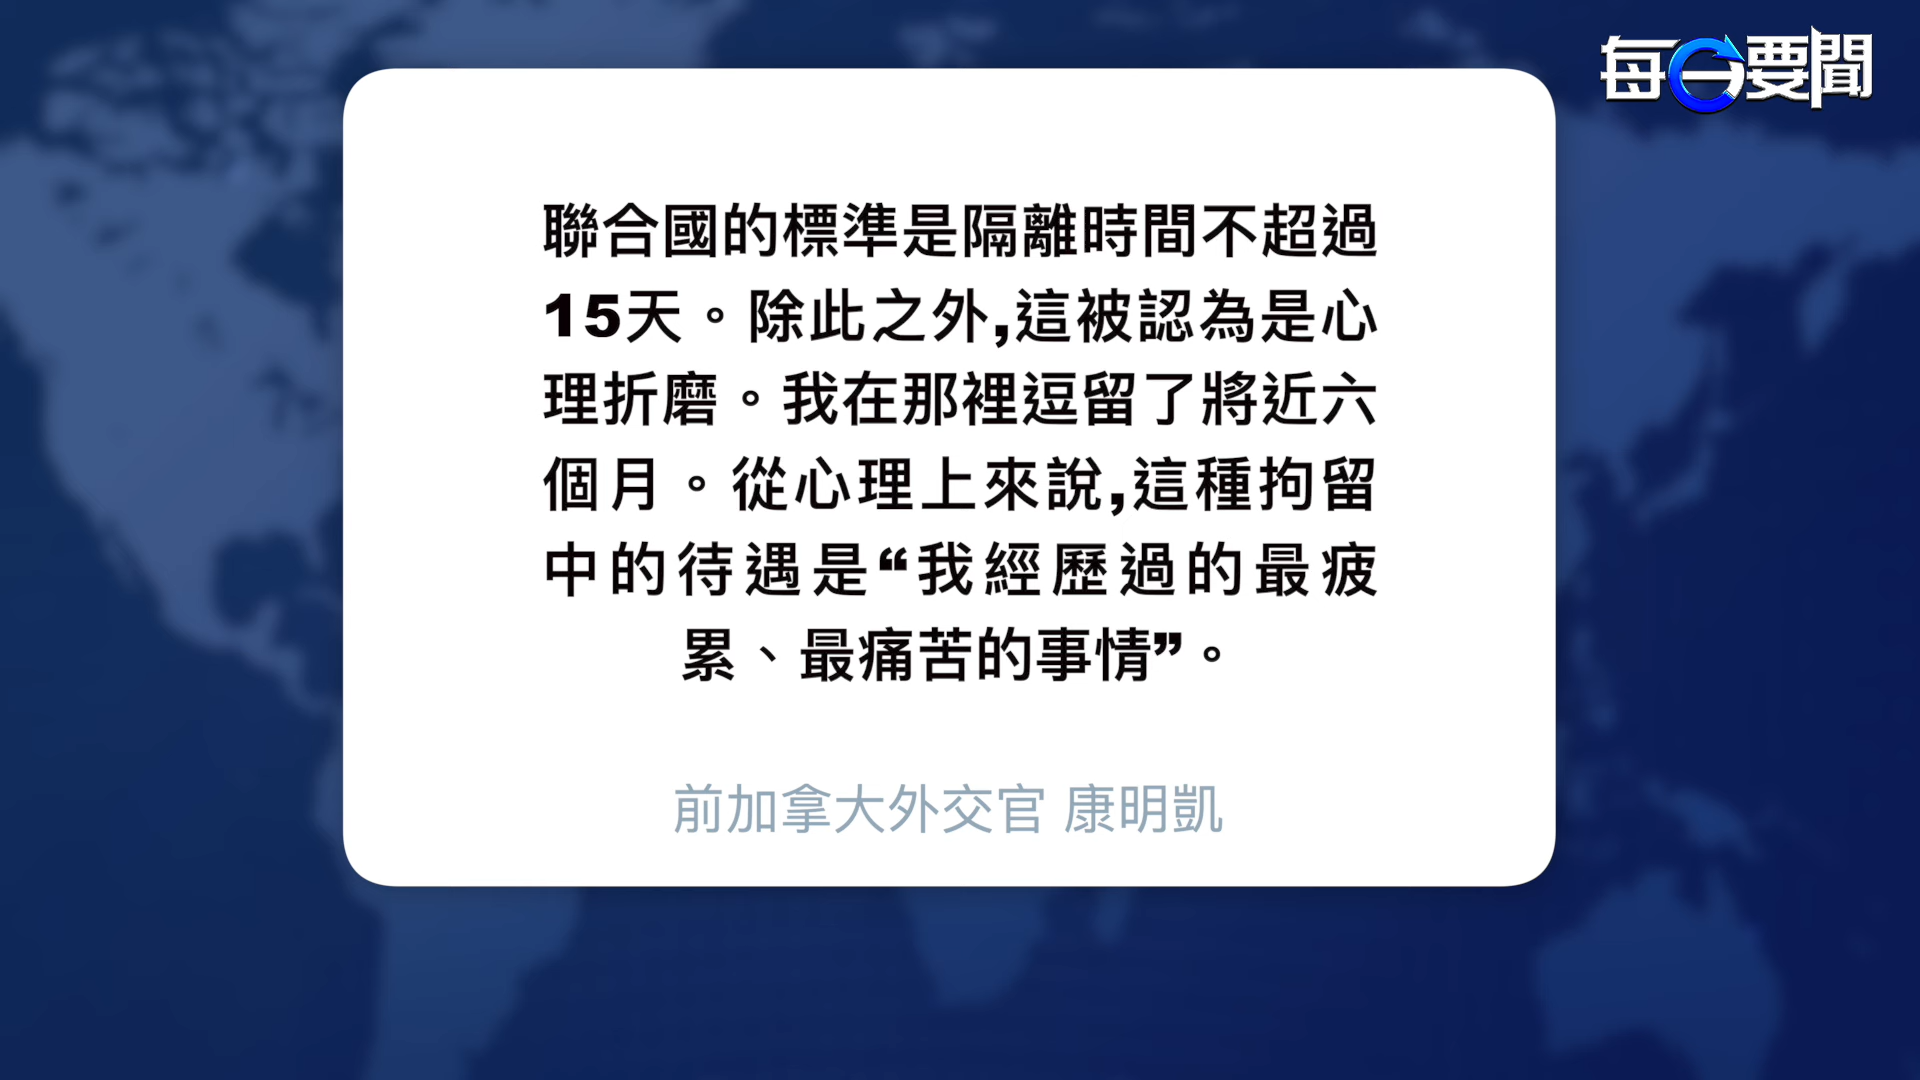 每日要聞
聯合國的標準是隔離時間不超過
15天。除此之外,這被認為是心
理折磨。我在那裡逗留了將近六
個月。從心理上來說,這種拘留
中的待遇是“我經歷過的最疲
累、最痛苦的事情”。
前加拿大外交官 康明凱